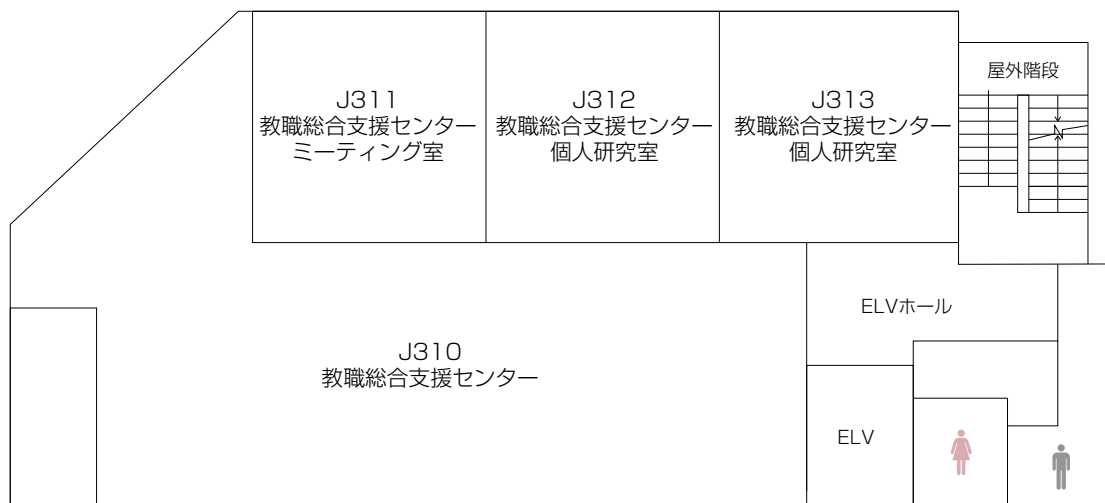 J311
教職総合支援センター
ミーティング室
J312
教職総合支援センター
個人研究室
J313
教職総合支援センター
個人研究室
屋外階段
ELVホール
J310
教職総合支援センター
ELV